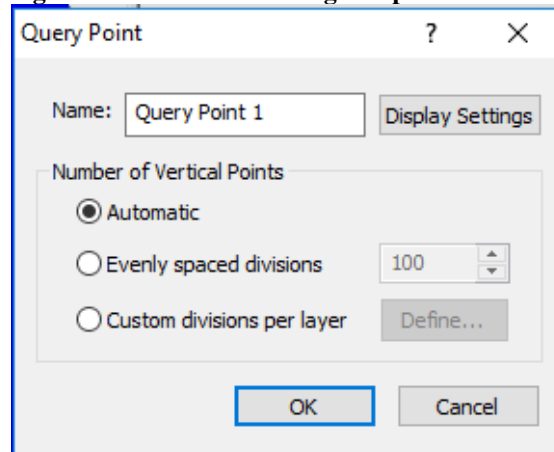 Query Point ? ×
Name: Query Point 1 Display Settings
Number of Vertical Points
Automatic
Evenly spaced divisions 100
Custom divisions per layer Define...
OK Cancel